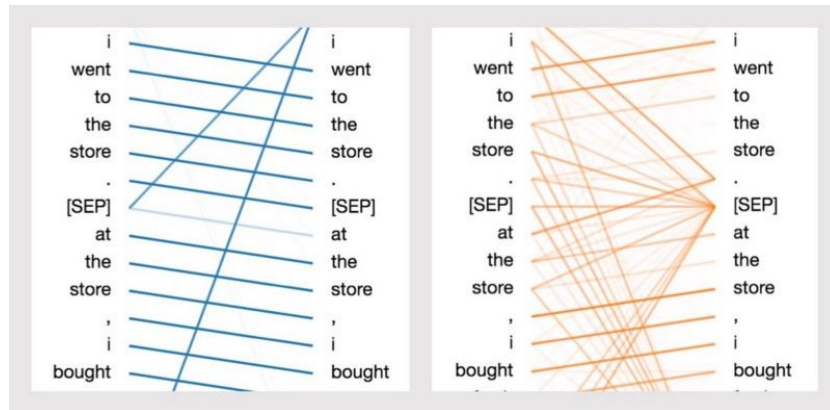 i i i i
went went went went
to to to to
the the the the
store store store store
. . . .
[SEP] [SEP] [SEP] [SEP]
at at at at
the the the the
store store store store
, , , ,
i i i i
bought bought bought bought